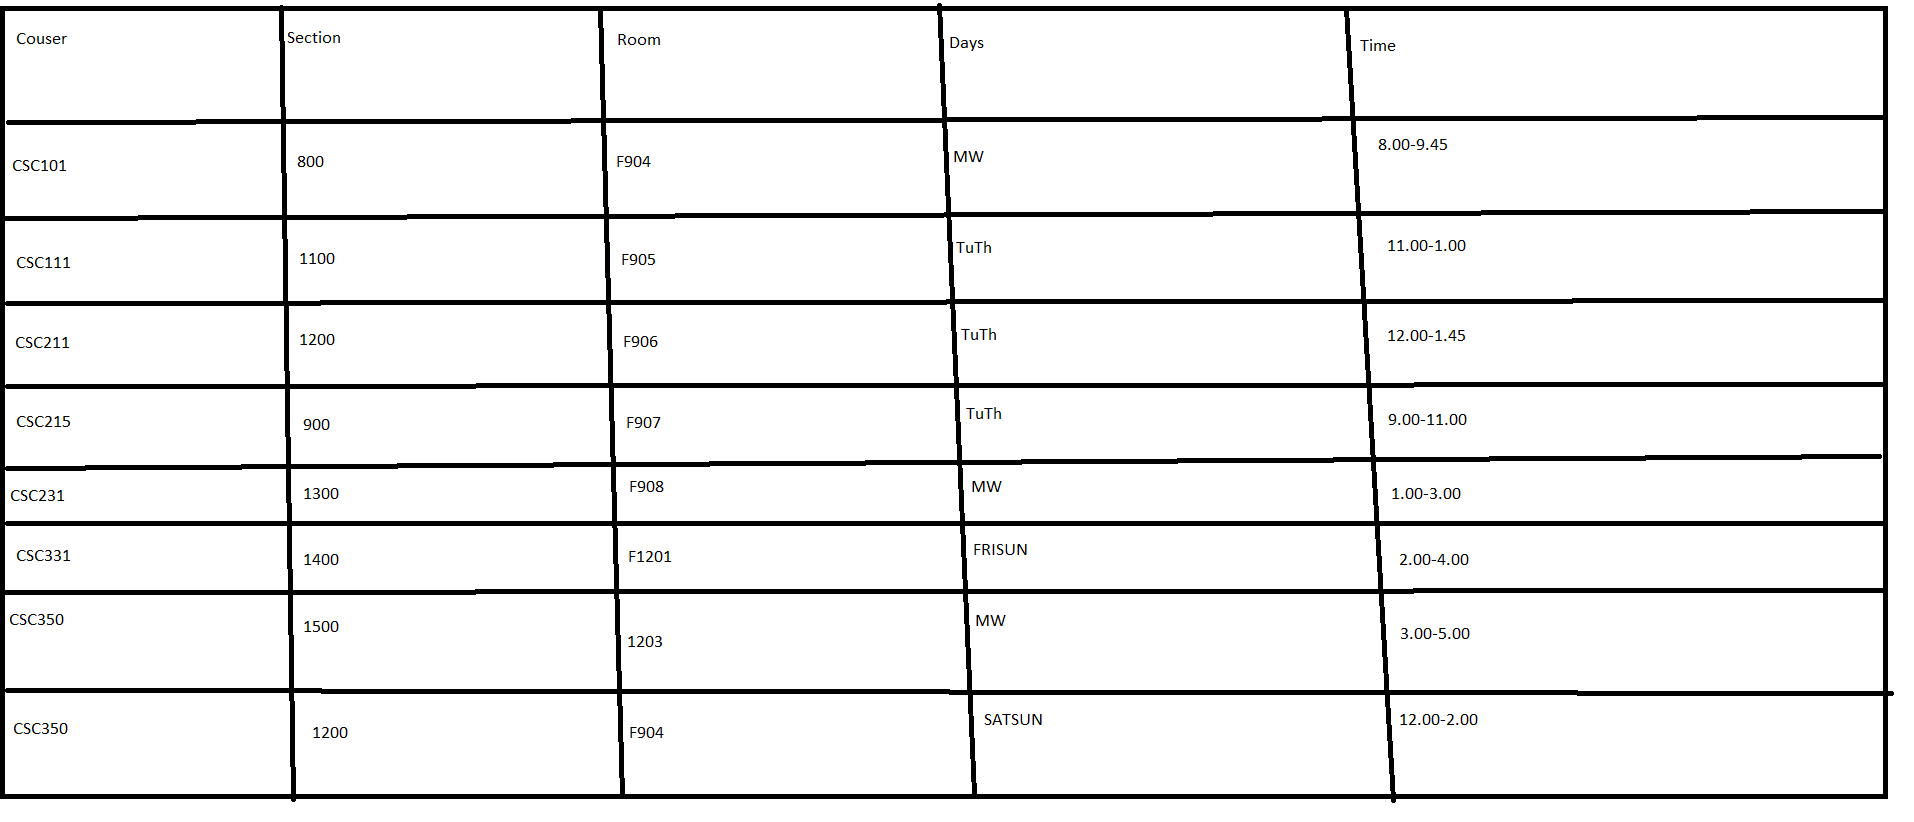 Couser Section Room Days Time
CSC101 800 F904 MW 8.00-9.45
CSC111 1100 F905 TuTh 11.00-1.00
CSC211 1200 F906 TuTh 12.00-1.45
CSC215 900 F907 TuTh 9.00-11.00
CSC231 1300 F908 MW 1.00-3.00
CSC331 1400 F1201 FRISUN 2.00-4.00
CSC350 1500 1203 MW 3.00-5.00
CSC350 1200 F904 SATSUN 12.00-2.00